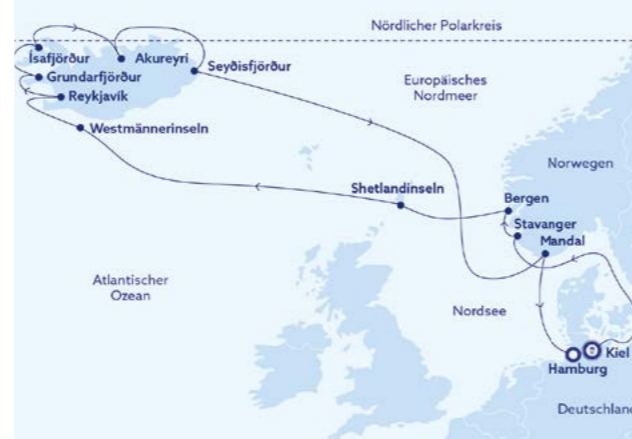 Nördlicher Polarkreis
Ísafjörður
Akureyri
Seyðisfjörður
Grundarfjörður
Reykjavík
Europäisches
Nordmeer
Westmännerinseln
Norwegen
Shetlandinseln
Bergen
Stavanger
Mandal
Atlantischer
Ozean
Nordsee
Kiel
Hamburg
Deutschland